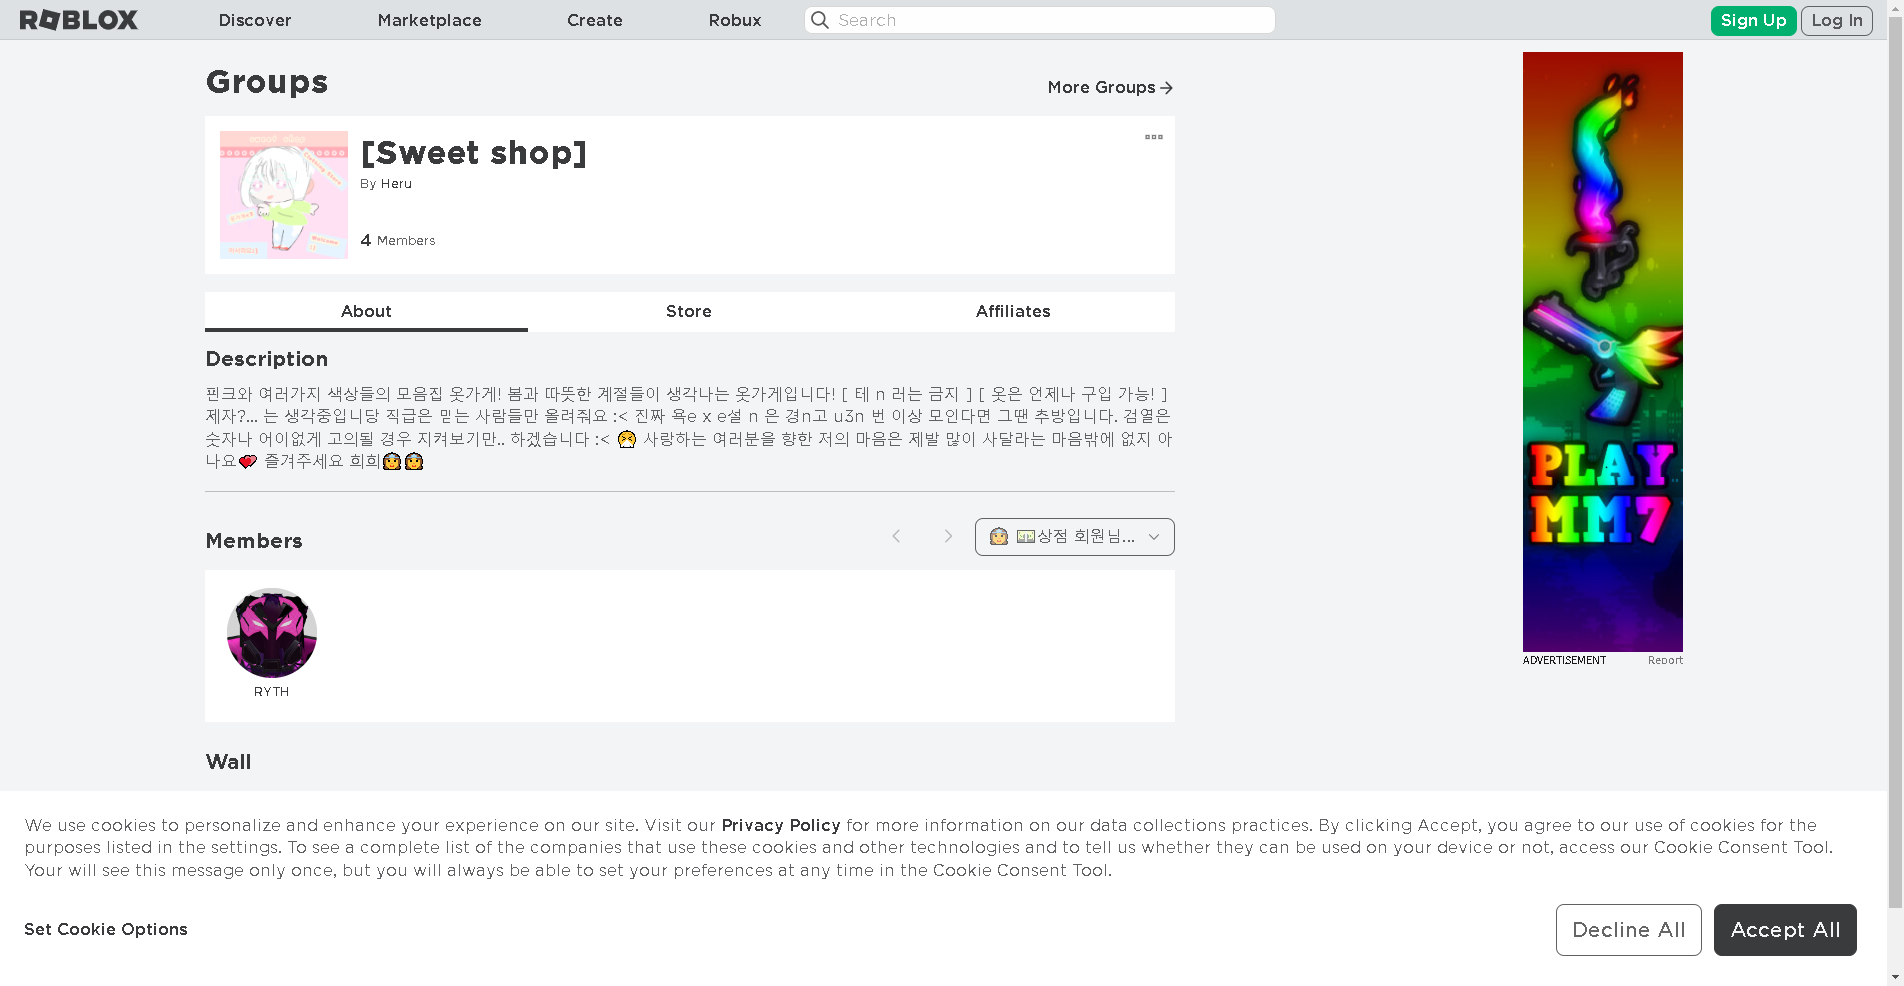 ROBLOX
Discover
Marketplace
Create
Robux
Search
Sign Up
Log In
Groups
More Groups
[Sweet shop]
By Heru
4 Members
About
Store
Affiliates
Description
핀크와 여러가지 색상들의 모음집 옷가게! 봄과 따뜻한 계절들이 생각나는 옷가게입니다! [ 테 n 러는 금지 ] [ 옷은 언제나 구입 가능! ]
제자?... 는 생각중입니당 직급은 믿는 사람들만 올려줘요 :< 진짜 욕e x e설 n 은 경n고 u3n 번 이상 모인다면 그땐 추방입니다. 검열은
숫자나 어이없게 고의될 경우 지켜보기만.. 하겠습니다 :< 😷 사랑하는 여러분을 향한 저의 마음은 제발 많이 사달라는 마음밖에 없지 아
나요💕 즐겨주세요 희희👩👩
Members
상점 회원님...
RYTH
Wall
PLAY
MM7
ADVERTISEMENT
Report
We use cookies to personalize and enhance your experience on our site. Visit our Privacy Policy for more information on our data collections practices. By clicking Accept, you agree to our use of cookies for the
purposes listed in the settings. To see a complete list of the companies that use these cookies and other technologies and to tell us whether they can be used on your device or not, access our Cookie Consent Tool.
Your will see this message only once, but you will always be able to set your preferences at any time in the Cookie Consent Tool.
Set Cookie Options
Decline All
Accept All